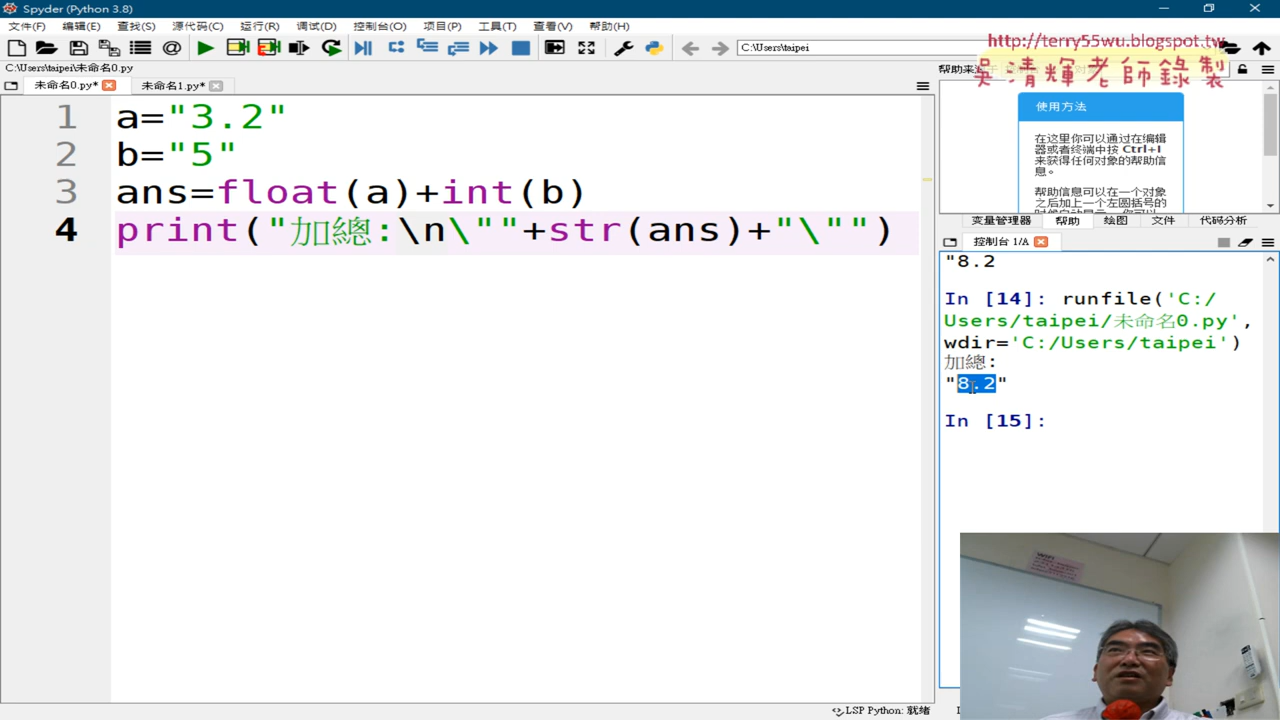 Spyder (Python 3.8)
文件(F) 编辑(E) 查找(S) 源代码(C) 运行(R) 调试(D) 控制台(O) 项目(P) 工具(T) 查看(V) 帮助(H)
C:\Users\taipei
http://terry55wu.blogspot.tw
吳清輝老師錄製
C:\Users\taipei\未命名0.py
帮助来源
未命名0.py*
未命名1.py*
1 a="3.2"
2 b="5"
3 ans=float(a)+int(b)
4 print("加總:\n\""+str(ans)+"\"")
使用方法
在这里你可以通过在编辑
器或者终端中按 Ctrl+I
来获得任何对象的帮助信
息。
帮助信息可以在一个对象
之后加上一个左圆括号的
变量管理器 帮助 绘图 文件 代码分析
控制台 1/A
"8.2
In [14]: runfile('C:/
Users/taipei/未命名0.py',
wdir='C:/Users/taipei')
加總:
"8.2"
In [15]:
LSP Python: 就绪